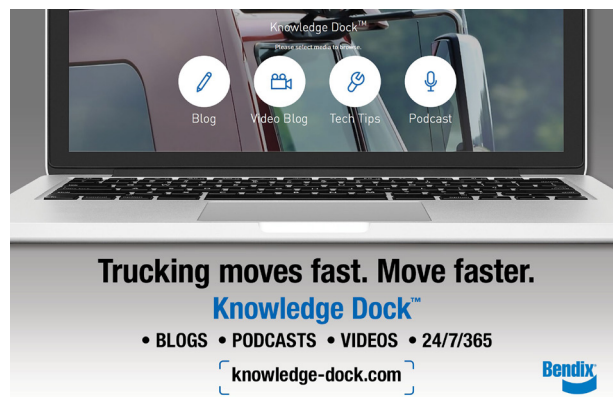 Knowledge Dock™
Please select media to browse.
Blog Video Blog Tech Tips Podcast
Trucking moves fast. Move faster.
Knowledge Dock™
• BLOGS • PODCASTS • VIDEOS • 24/7/365
knowledge-dock.com
Bendix